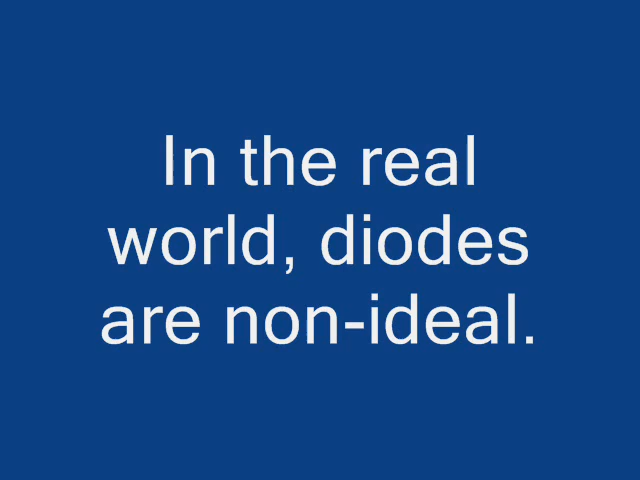 In the real
world, diodes
are non-ideal.